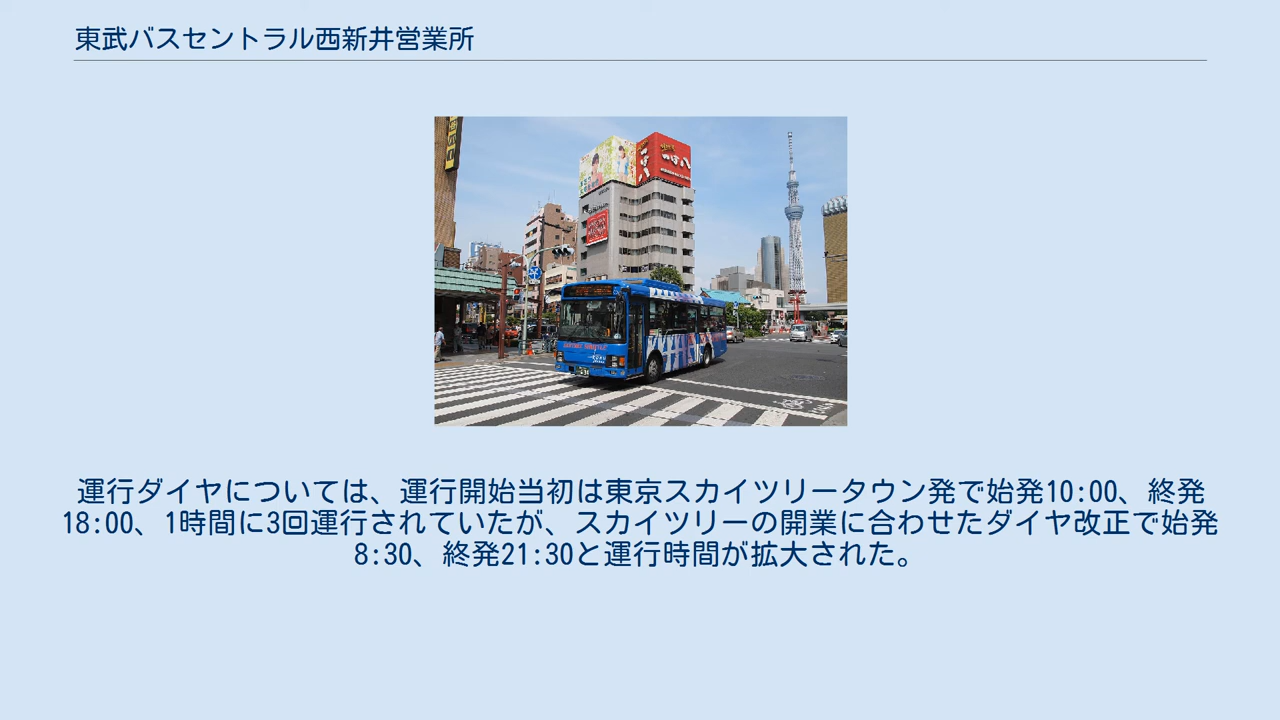 東武バスセントラル西新井営業所
運行ダイヤについては、運行開始当初は東京スカイツリータウン発で始発10:00、終発
18:00、1時間に3回運行されていたが、スカイツリーの開業に合わせたダイヤ改正で始発
8:30、終発21:30と運行時間が拡大された。